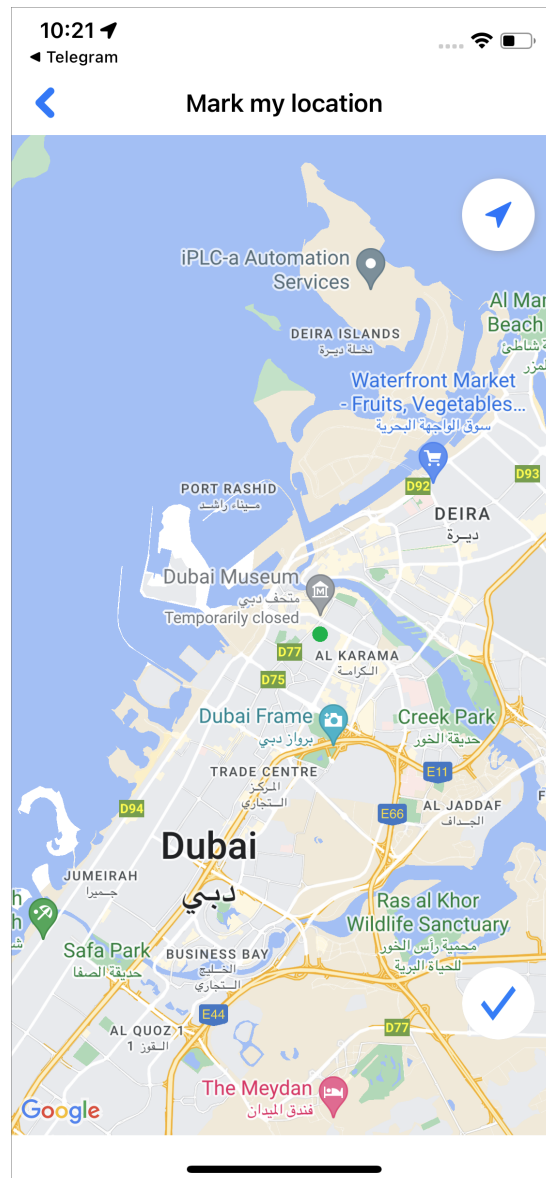 10:21
Telegram
Mark my location
iPLC-a Automation
Services
Al Mar
Beach
شاطئ
DEIRA ISLANDS
نخلة ديرة
Waterfront Market
- Fruits, Vegetables...
سوق الواجهة البحرية
D93
D92
PORT RASHID
ميناء راشد
DEIRA
ديرة
Dubai Museum
متحف دبي
Temporarily closed
M
D77
AL KARAMA
الكرامة
D75
Dubai Frame
برواز دبي
Creek Park
حديقة الخور
TRADE CENTRE
المركز
التجاري
E11
D94
E66
AL JADDAF
الجداف
F
Dubai
دبي
JUMEIRAH
جميرا
h
h
Ras al Khor
Wildlife Sanctuary
محمية رأس الخور
للحياة البرية
Safa Park
حديقة الصفا
BUSINESS BAY
الخليج
التجاري
E44
D77
AL QUOZ 1
القوز 1
The Meydan
فندق الميدان
Google